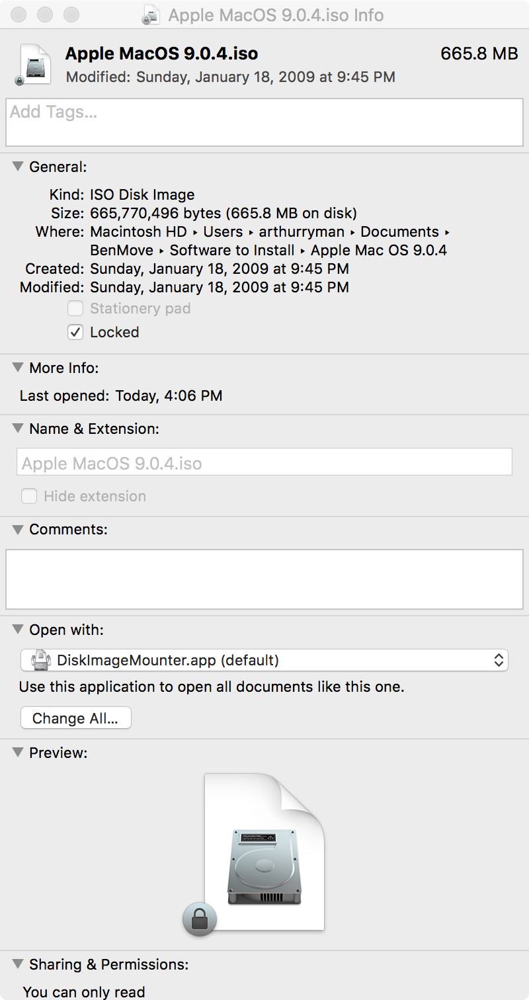 Apple MacOS 9.0.4.iso Info
Apple MacOS 9.0.4.iso 665.8 MB
Modified: Sunday, January 18, 2009 at 9:45 PM
Add Tags...
General:
Kind: ISO Disk Image
Size: 665,770,496 bytes (665.8 MB on disk)
Where: Macintosh HD ‣ Users ‣ arthurryman ‣ Documents ‣
BenMove ‣ Software to Install ‣ Apple Mac OS 9.0.4
Created: Sunday, January 18, 2009 at 9:45 PM
Modified: Sunday, January 18, 2009 at 9:45 PM
Stationery pad
Locked
More Info:
Last opened: Today, 4:06 PM
Name & Extension:
Apple MacOS 9.0.4.iso
Hide extension
Comments:
Open with:
DiskImageMounter.app (default)
Use this application to open all documents like this one.
Change All...
Preview:
Sharing & Permissions:
You can only read